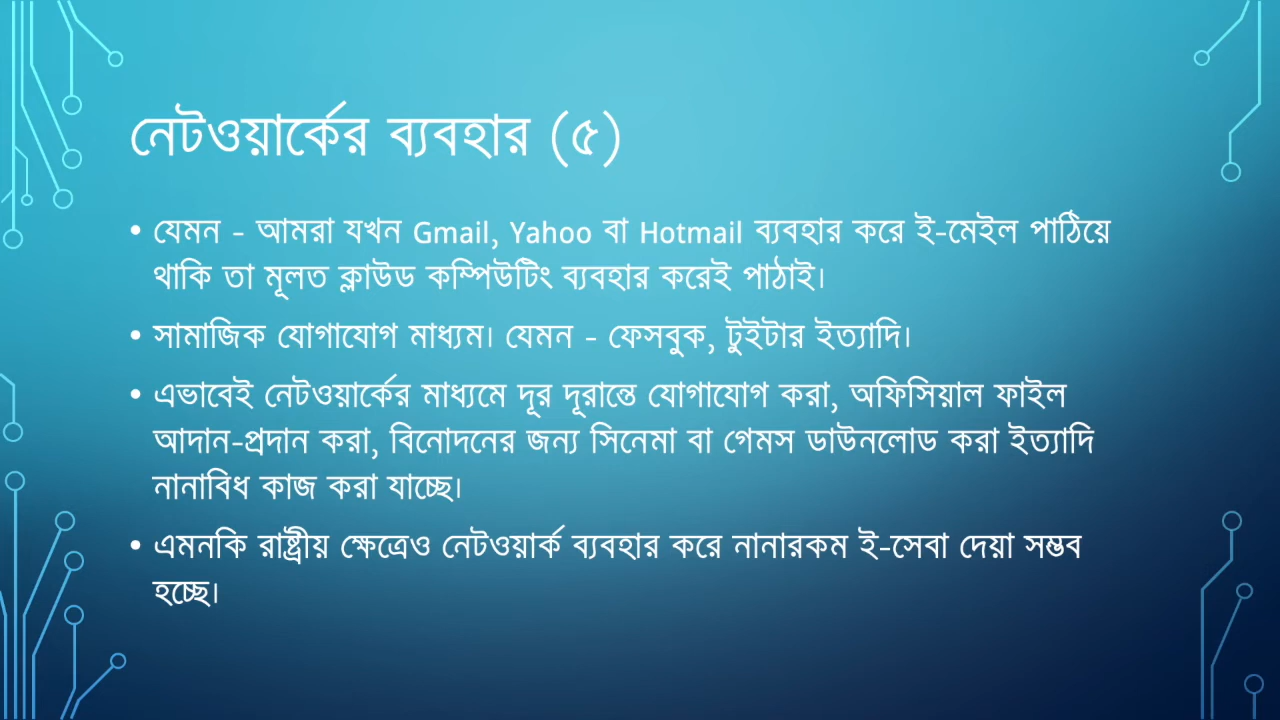 নেটওয়ার্কের ব্যবহার (৫)
• যেমন - আমরা যখন Gmail, Yahoo বা Hotmail ব্যবহার করে ই-মেইল পাঠিয়ে
থাকি তা মূলত ক্লাউড কম্পিউটিং ব্যবহার করেই পাঠাই।
• সামাজিক যোগাযোগ মাধ্যম। যেমন - ফেসবুক, টুইটার ইত্যাদি।
• এভাবেই নেটওয়ার্কের মাধ্যমে দূর দূরান্তে যোগাযোগ করা, অফিসিয়াল ফাইল
আদান-প্রদান করা, বিনোদনের জন্য সিনেমা বা গেমস ডাউনলোড করা ইত্যাদি
নানাবিধ কাজ করা যাচ্ছে।
• এমনকি রাষ্ট্রীয় ক্ষেত্রেও নেটওয়ার্ক ব্যবহার করে নানারকম ই-সেবা দেয়া সম্ভব
হচ্ছে।